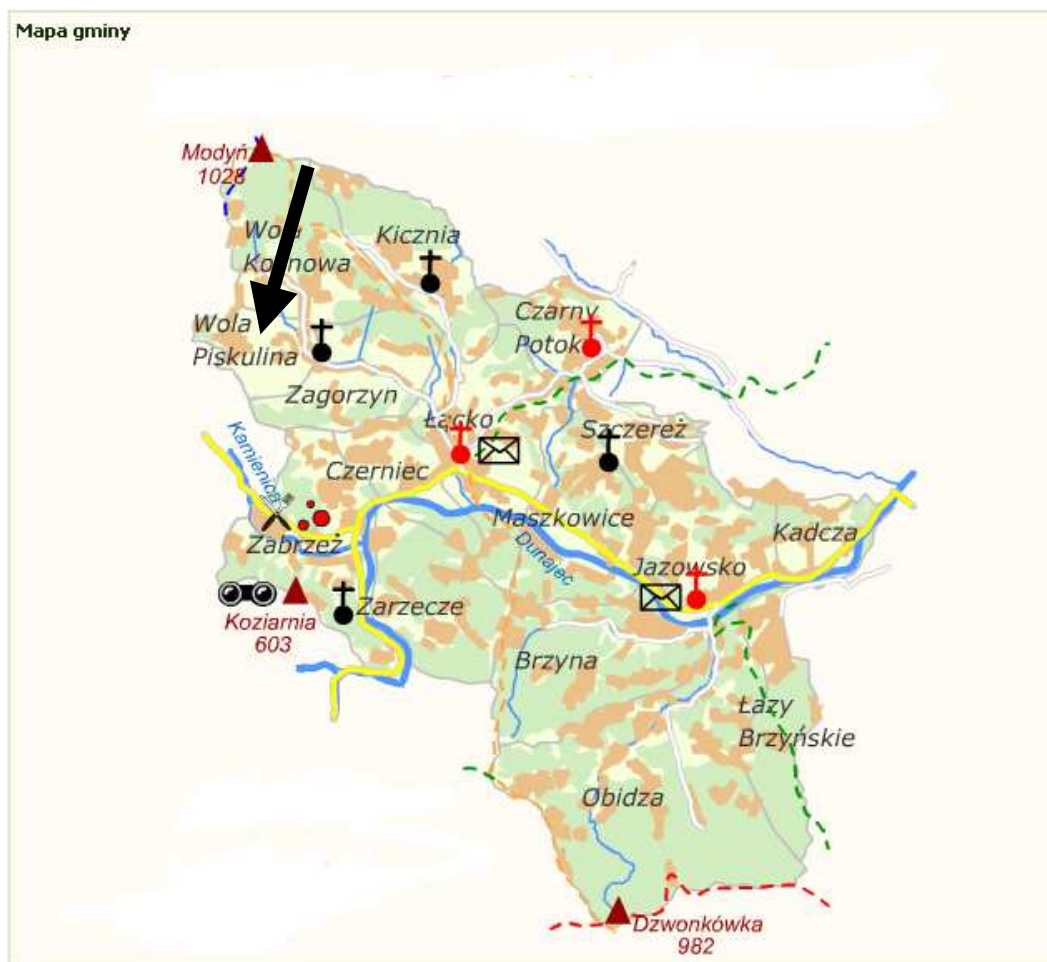 Mapa gminy
Modyń
1028
Wola
Kosnowa
Kicznia
Wola
Piskulina
Czarny
Potok
Zagorzyn
Łącko
Szczereż
Kamienica
Czerniec
Maszkowice
Kadcza
Zabrzeż
Dunajec
Jazowsko
Koziarnia
603
Zarzecze
Brzyna
Łazy
Brzyńskie
Obidza
Dzwonkówka
982